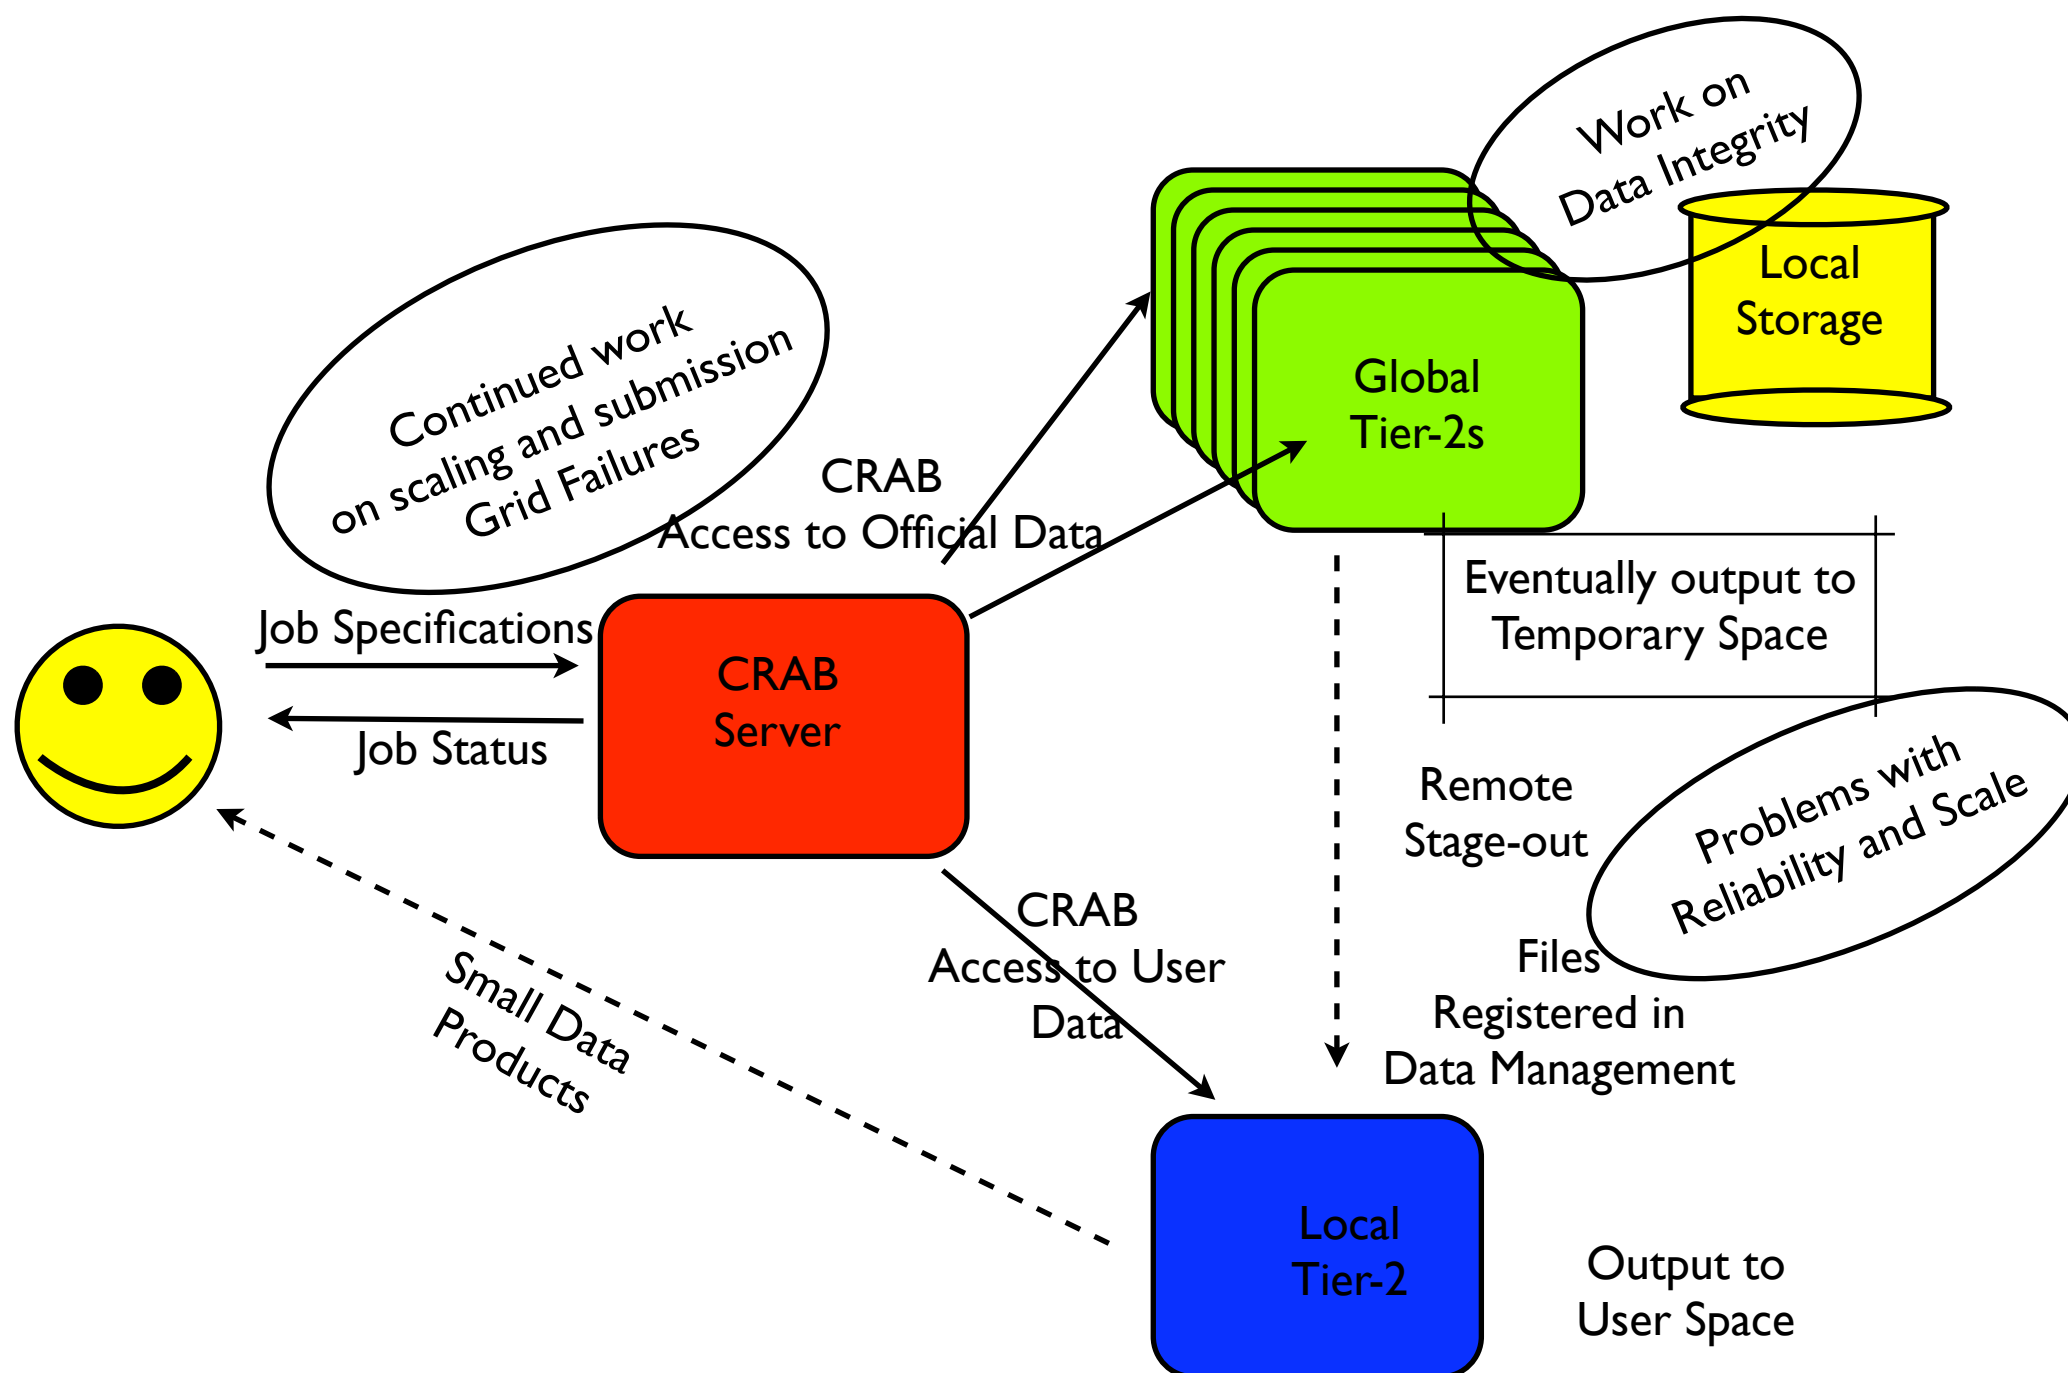 Work on
Data Integrity
Local
Storage
Continued work
on scaling and submission
Grid Failures
Global
Tier-2s
CRAB
Access to Official Data
Eventually output to
Temporary Space
Job Specifications
CRAB
Server
Job Status
Remote
Stage-out
Problems with
Reliability and Scale
CRAB
Access to User
Data
Files
Registered in
Data Management
Small Data
Products
Local
Tier-2
Output to
User Space